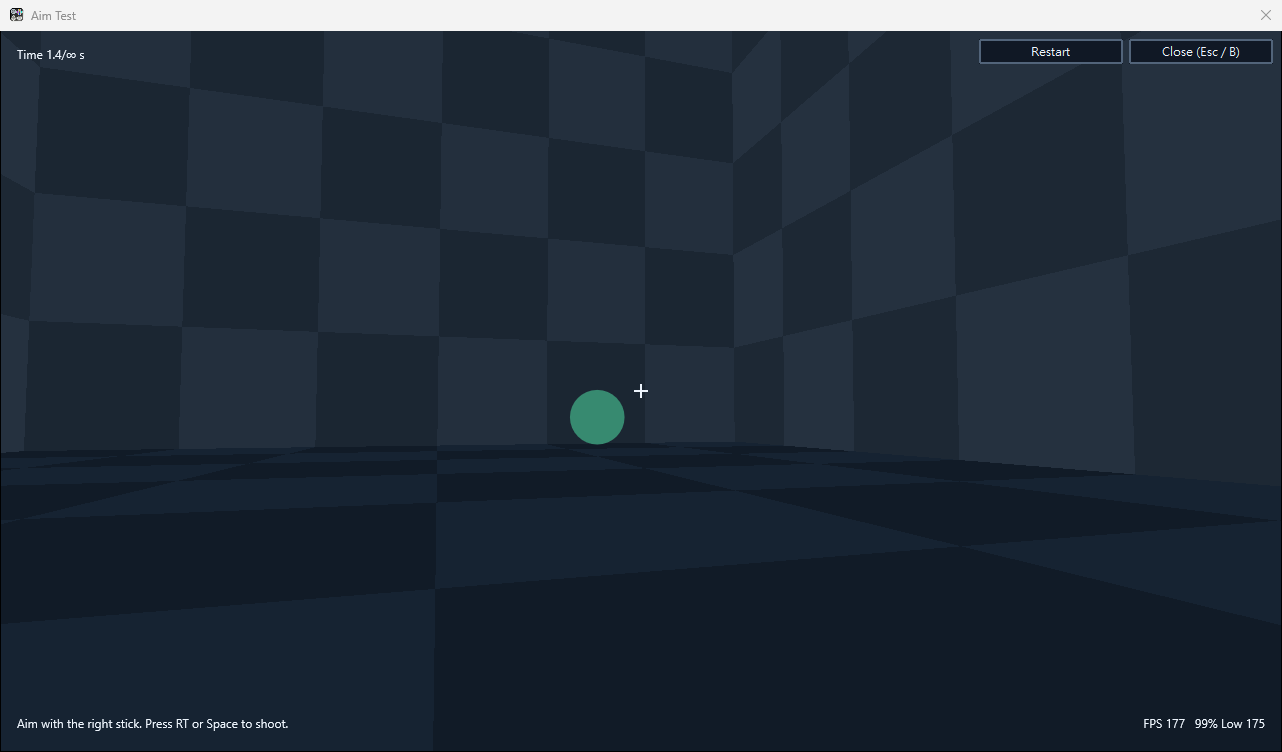 Aim Test
Time 1.4/∞ s
Restart
Close (Esc / B)
Aim with the right stick. Press RT or Space to shoot.
FPS 177 99% Low 175